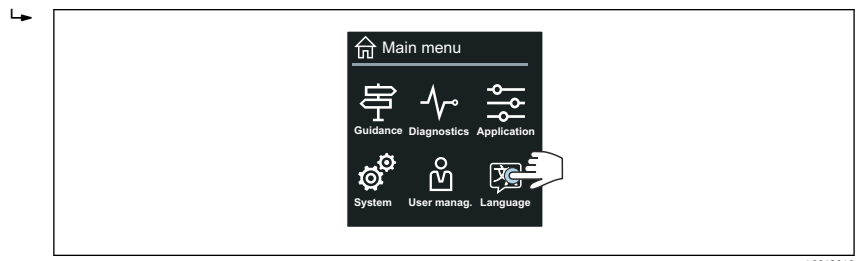 Main menu
Guidance Diagnostics Application
System User manag. Language